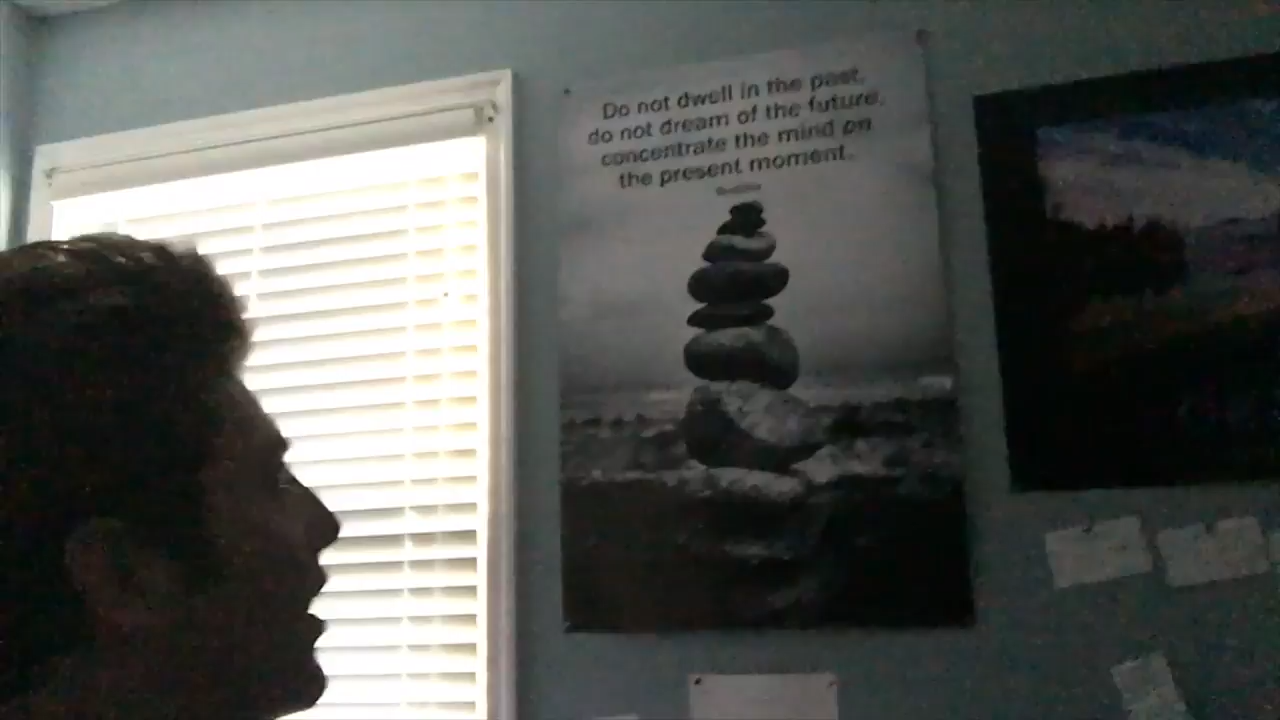 Do not dwell in the past,
do not dream of the future,
concentrate the mind on
the present moment.
Buddha